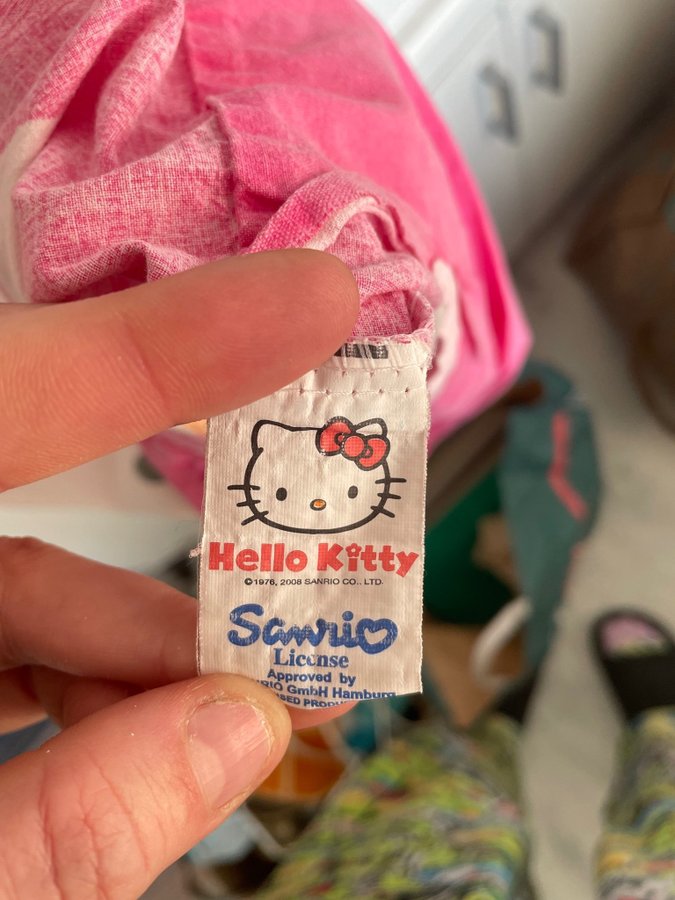 Hello Kitty
©1976, 2008 SANRIO CO., LTD.
Sanrio
License
Approved by
GmbH Hamburg